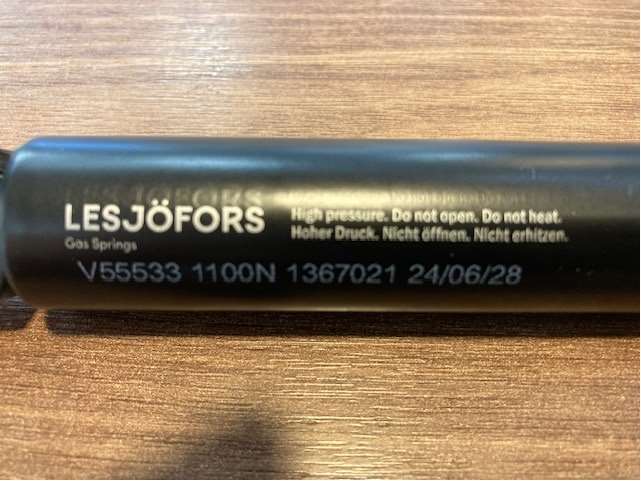 LESJÖFORS
Gas Springs
High pressure. Do not open. Do not heat.
Hoher Druck. Nicht öffnen. Nicht erhitzen.
V55533 1100N 1367021 24/06/28